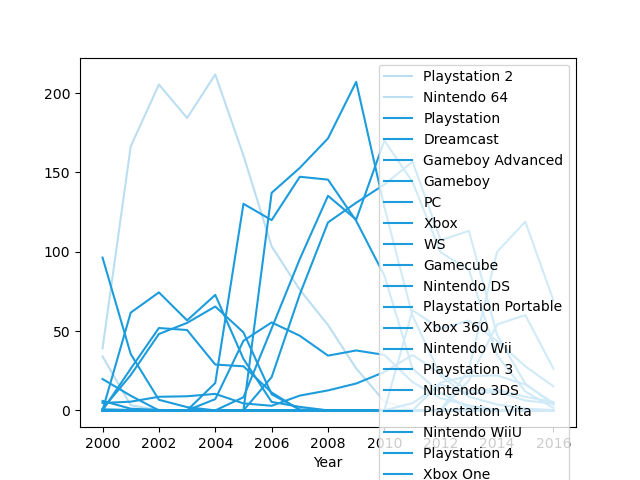 200
150
100
50
0
2000 2002 2004 2006 2008 2010 2012 2014 2016
Year
Playstation 2
Nintendo 64
Playstation
Dreamcast
Gameboy Advanced
Gameboy
PC
Xbox
WS
Gamecube
Nintendo DS
Playstation Portable
Xbox 360
Nintendo Wii
Playstation 3
Nintendo 3DS
Playstation Vita
Nintendo WiiU
Playstation 4
Xbox One